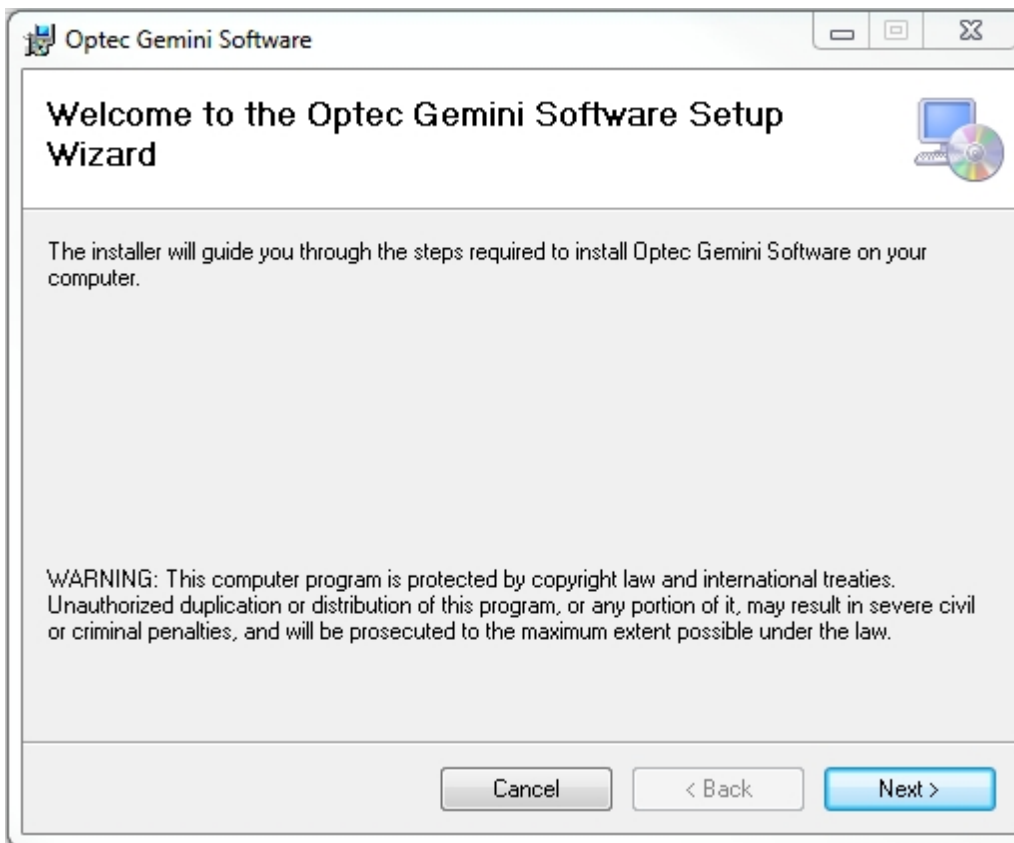 Optec Gemini Software
Welcome to the Optec Gemini Software Setup
Wizard
The installer will guide you through the steps required to install Optec Gemini Software on your
computer.
WARNING: This computer program is protected by copyright law and international treaties.
Unauthorized duplication or distribution of this program, or any portion of it, may result in severe civil
or criminal penalties, and will be prosecuted to the maximum extent possible under the law.
Cancel
< Back
Next >